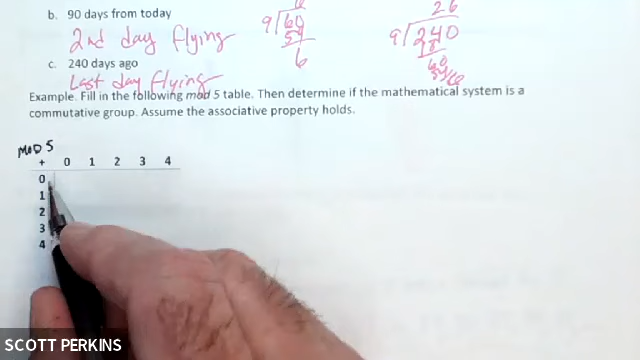 b. 90 days from today
2nd day flying
9 60
54
6
26
9 240
18
60
54
c. 240 days ago
Last day flying
Example. Fill in the following mod 5 table. Then determine if the mathematical system is a
commutative group. Assume the associative property holds.
MOD 5
+ 0 1 2 3 4
0
1
2
3
4
SCOTT PERKINS